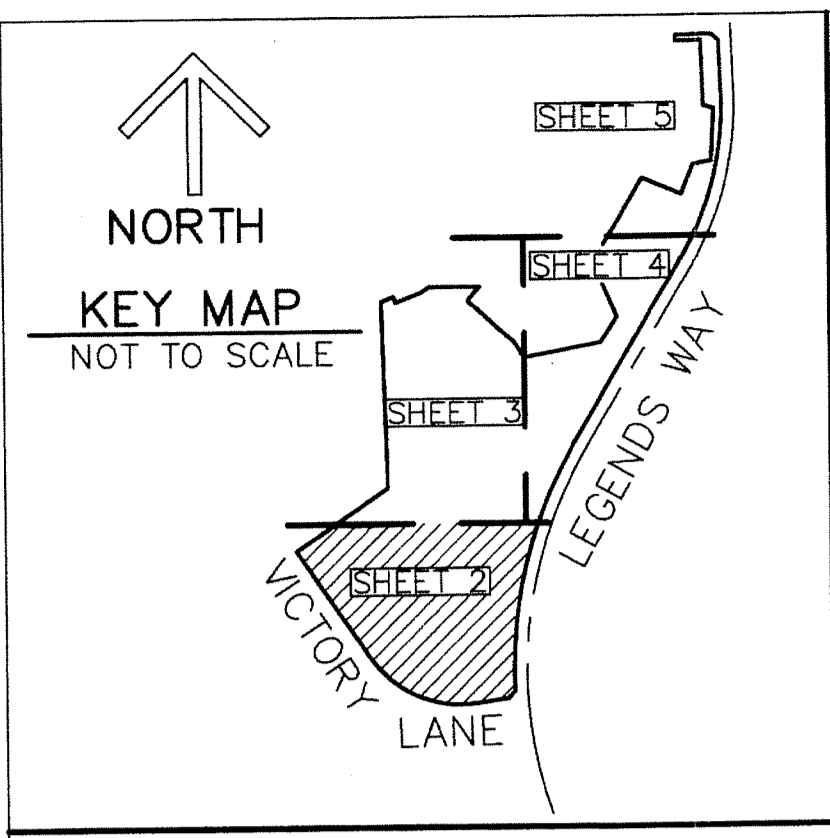 SHEET 5
NORTH
SHEET 4
KEY MAP
NOT TO SCALE
SHEET 3
LEGENDS WAY
SHEET 2
VICTORY LANE